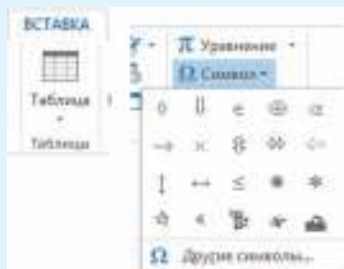 ВСТАВКА
Таблица
Таблицы
π Уравнение
Ω Символ
Ω Другие символы...